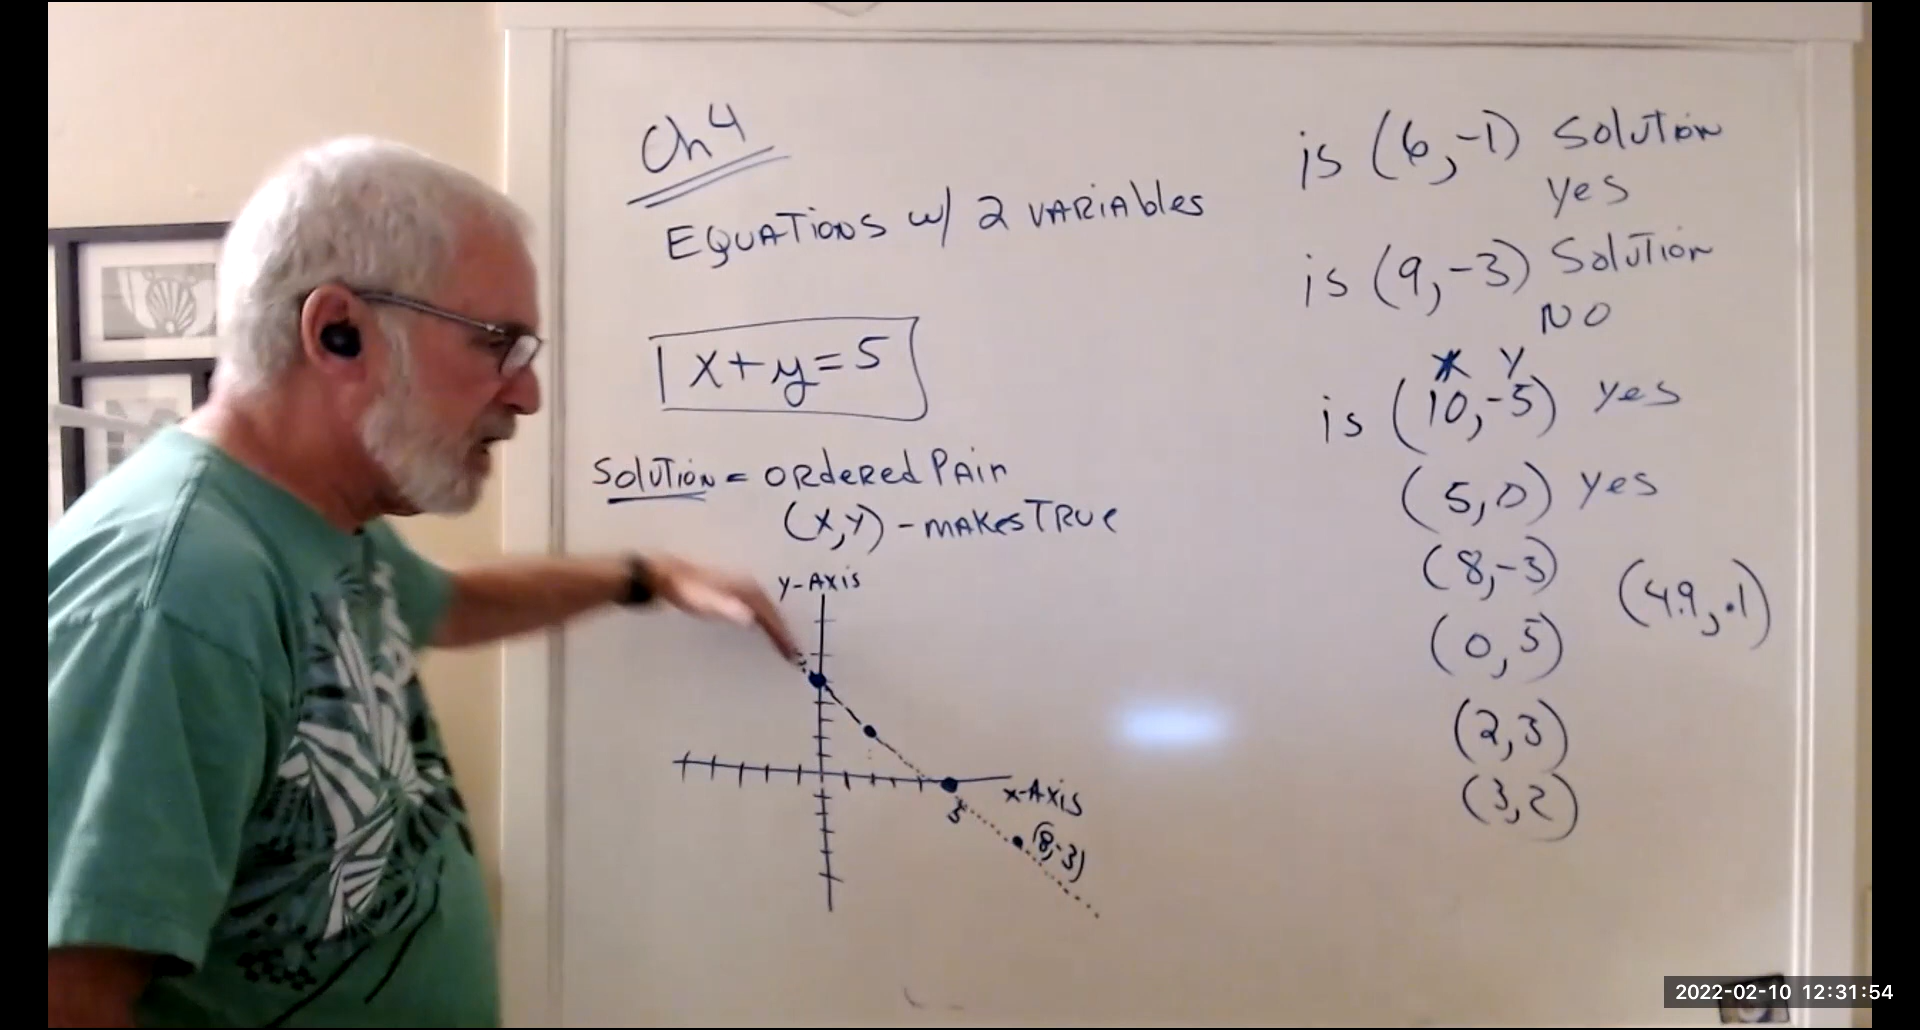 Ch 4
EQUATIONS w/ 2 VARIAbles
x + y = 5
Solution = ORdeRed PAir
(x,y) - makes TRUE
y-Axis
x-Axis
5
(8,-3)
is (6,-1) Solution
yes
is (9,-3) Solution
NO
x y
is (10,-5) yes
(5,0) yes
(8,-3)
(4.9,.1)
(0,5)
(2,3)
(3,2)
2022-02-10 12:31:54